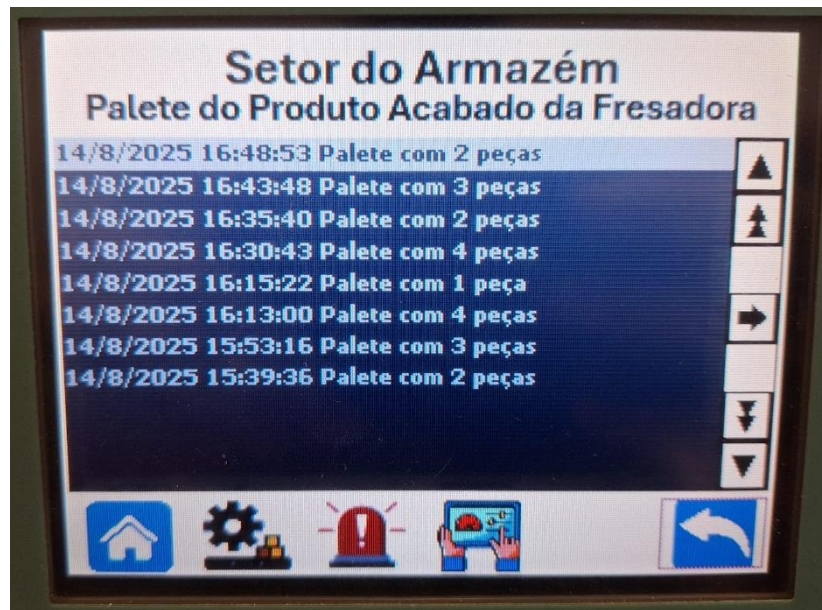 Setor do Armazém
Palete do Produto Acabado da Fresadora
14/8/2025 16:48:53 Palete com 2 peças
14/8/2025 16:43:48 Palete com 3 peças
14/8/2025 16:35:40 Palete com 2 peças
14/8/2025 16:30:43 Palete com 4 peças
14/8/2025 16:15:22 Palete com 1 peça
14/8/2025 16:13:00 Palete com 4 peças
14/8/2025 15:53:16 Palete com 3 peças
14/8/2025 15:39:36 Palete com 2 peças